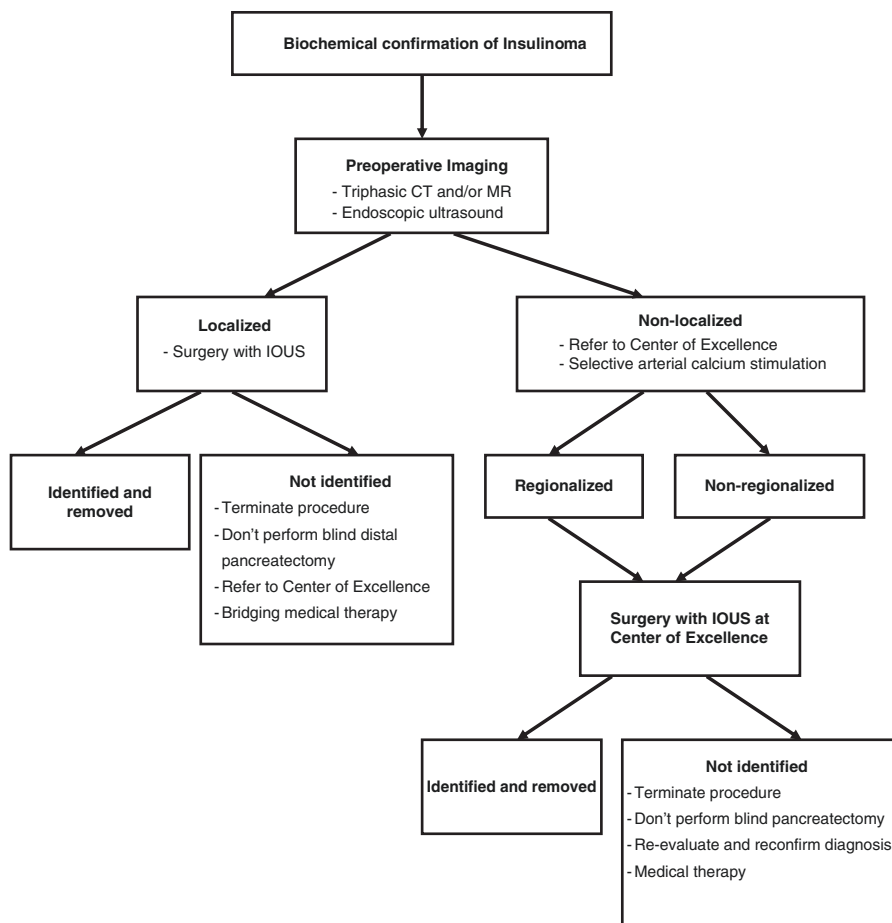 Biochemical confirmation of Insulinoma
Preoperative Imaging
- Triphasic CT and/or MR
- Endoscopic ultrasound
Localized
- Surgery with IOUS
Non-localized
- Refer to Center of Excellence
- Selective arterial calcium stimulation
Identified and
removed
Not identified
- Terminate procedure
- Don't perform blind distal
pancreatectomy
- Refer to Center of Excellence
- Bridging medical therapy
Regionalized
Non-regionalized
Surgery with IOUS at
Center of Excellence
Identified and removed
Not identified
- Terminate procedure
- Don't perform blind pancreatectomy
- Re-evaluate and reconfirm diagnosis
- Medical therapy